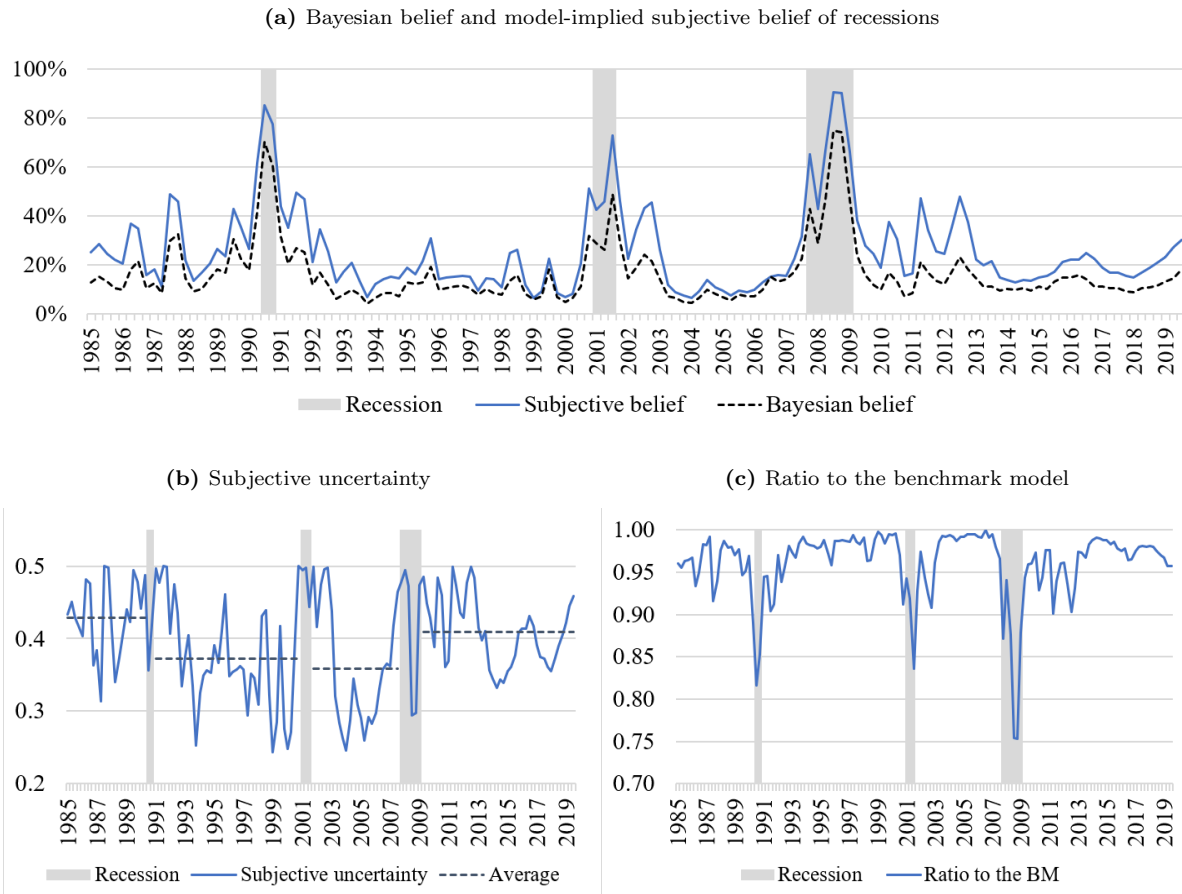 (a) Bayesian belief and model-implied subjective belief of recessions
100%
80%
60%
40%
20%
0%
1985 1986 1987 1988 1989 1990 1991 1992 1993 1994 1995 1996 1997 1998 1999 2000 2001 2002 2003 2004 2005 2006 2007 2008 2009 2010 2011 2012 2013 2014 2015 2016 2017 2018 2019
Recession Subjective belief Bayesian belief
(b) Subjective uncertainty
0.5
0.4
0.3
0.2
1985 1987 1989 1991 1993 1995 1997 1999 2001 2003 2005 2007 2009 2011 2013 2015 2017 2019
Recession Subjective uncertainty Average
(c) Ratio to the benchmark model
1.00
0.95
0.90
0.85
0.80
0.75
0.70
1985 1987 1989 1991 1993 1995 1997 1999 2001 2003 2005 2007 2009 2011 2013 2015 2017 2019
Recession Ratio to the BM